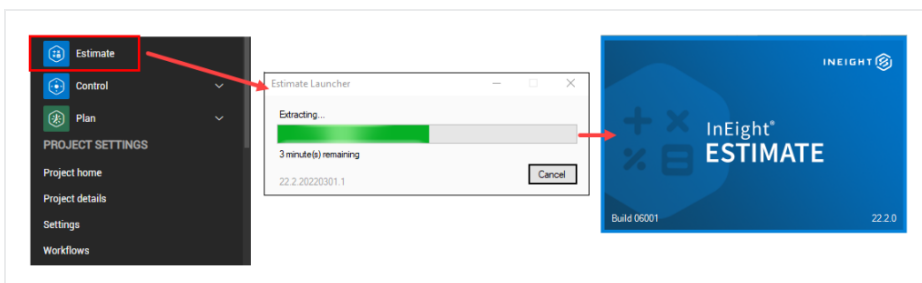 Estimate
Control
Plan
PROJECT SETTINGS
Project home
Project details
Settings
Workflows
Estimate Launcher
Extracting...
3 minute(s) remaining
22.2.20220301.1
Cancel
INEIGHT
InEight®
ESTIMATE
Build 06001
22.2.0